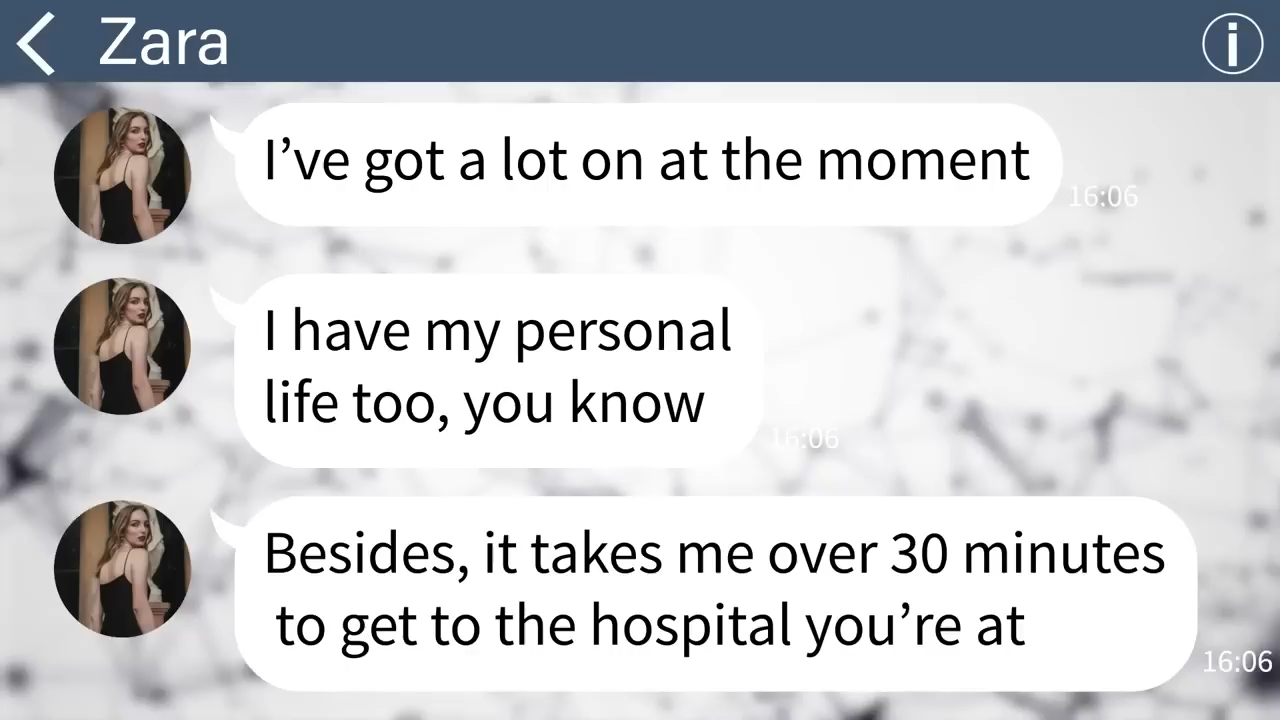 Zara
I’ve got a lot on at the moment
16:06
I have my personal
life too, you know
16:06
Besides, it takes me over 30 minutes
to get to the hospital you’re at
16:06